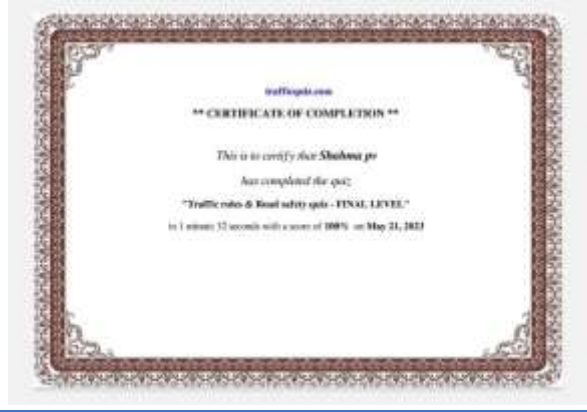 trafficquiz.com
** CERTIFICATE OF COMPLETION **
This is to certify that Shahma pv
has completed the quiz
"Traffic rules & Road safety quiz - FINAL LEVEL"
in 1 minute 32 seconds with a score of 100% on May 21, 2023